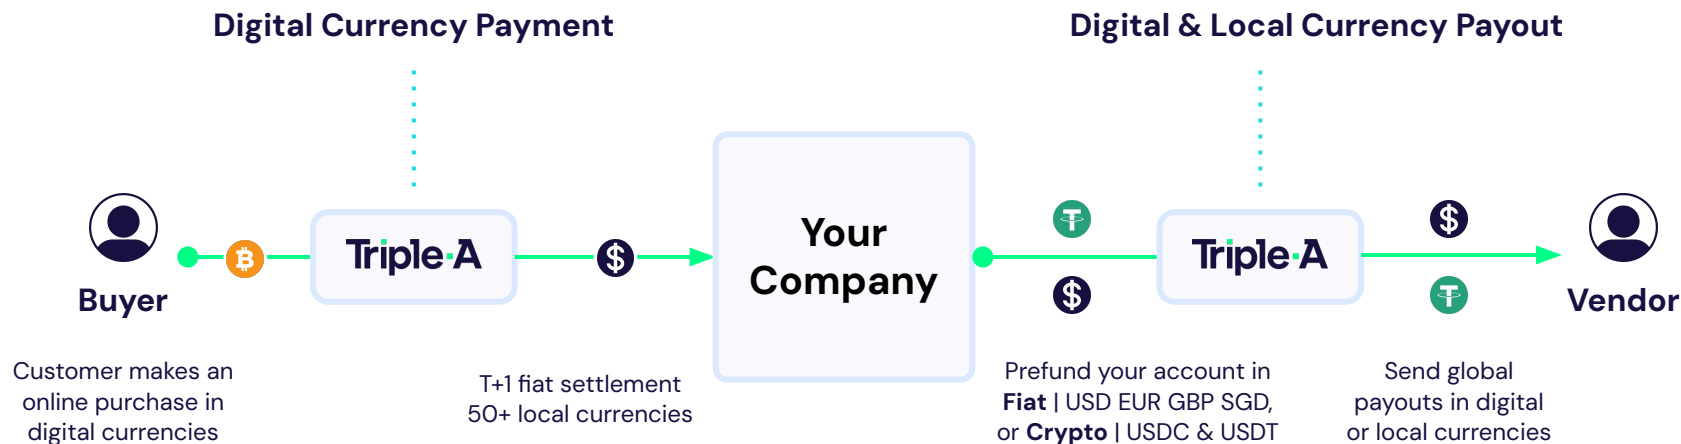 Digital Currency Payment
Digital & Local Currency Payout
Buyer
Triple-A
Your
Company
Triple-A
Vendor
Customer makes an
online purchase in
digital currencies
T+1 fiat settlement
50+ local currencies
Prefund your account in
Fiat | USD EUR GBP SGD,
or Crypto | USDC & USDT
Send global
payouts in digital
or local currencies